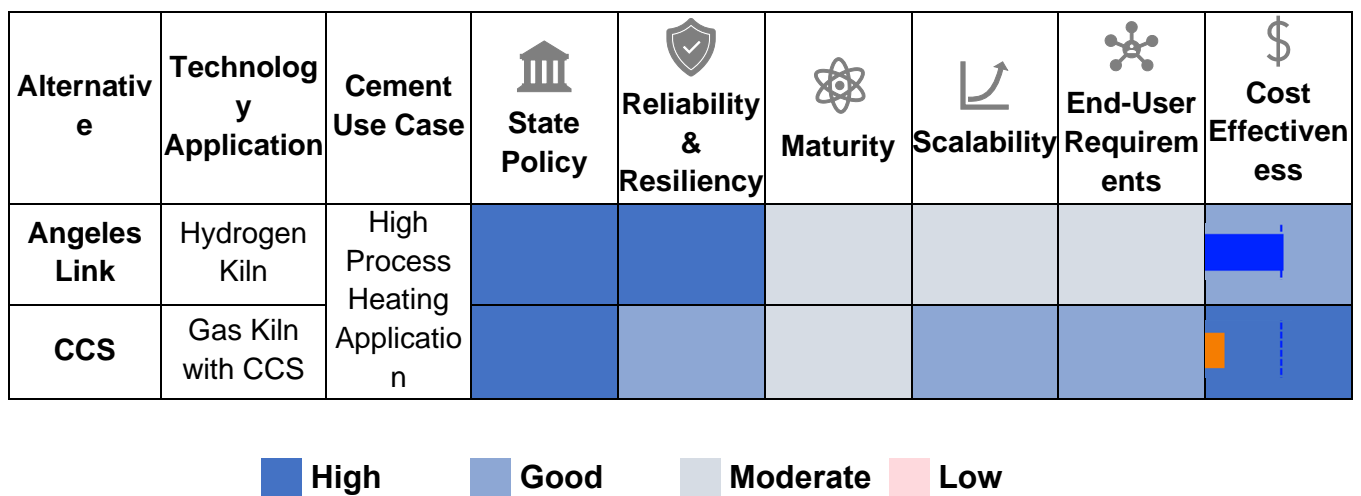 Alternativ
e
Technolog
y
Application
Cement
Use Case
State
Policy
Reliability
&
Resiliency
Maturity
Scalability
End-User
Requirem
ents
Cost
Effectiven
ess
Angeles
Link
Hydrogen
Kiln
High
Process
Heating
Applicatio
n
CCS
Gas Kiln
with CCS
High
Good
Moderate
Low